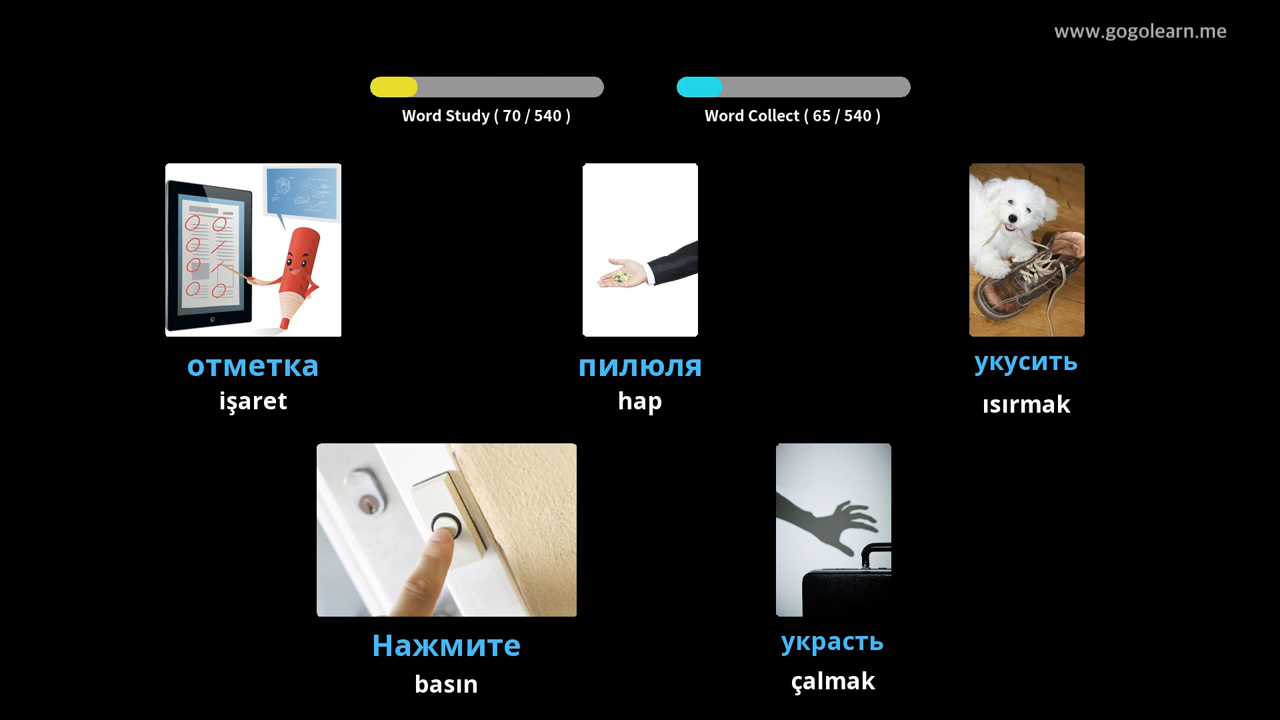 www.gogolearn.me
Word Study ( 70 / 540 )
Word Collect ( 65 / 540 )
отметка
işaret
пилюля
hap
укусить
ısırmak
Нажмите
basın
украсть
çalmak